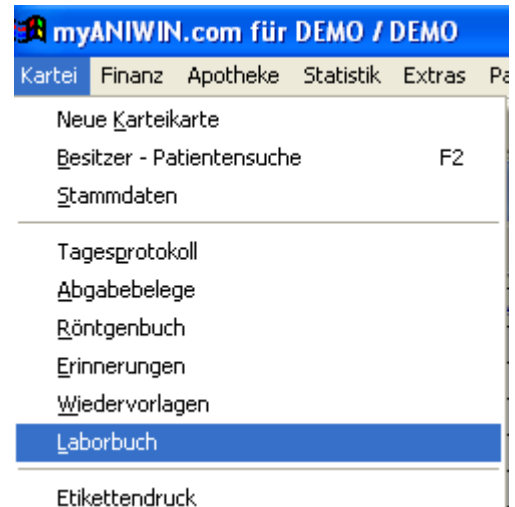 myANIWIN.com für DEMO / DEMO
Kartei Finanz Apotheke Statistik Extras
Neue Karteikarte
Besitzer - Patientensuche F2
Stammdaten
Tagesprotokoll
Abgabebelege
Röntgenbuch
Erinnerungen
Wiedervorlagen
Laborbuch
Etikettendruck